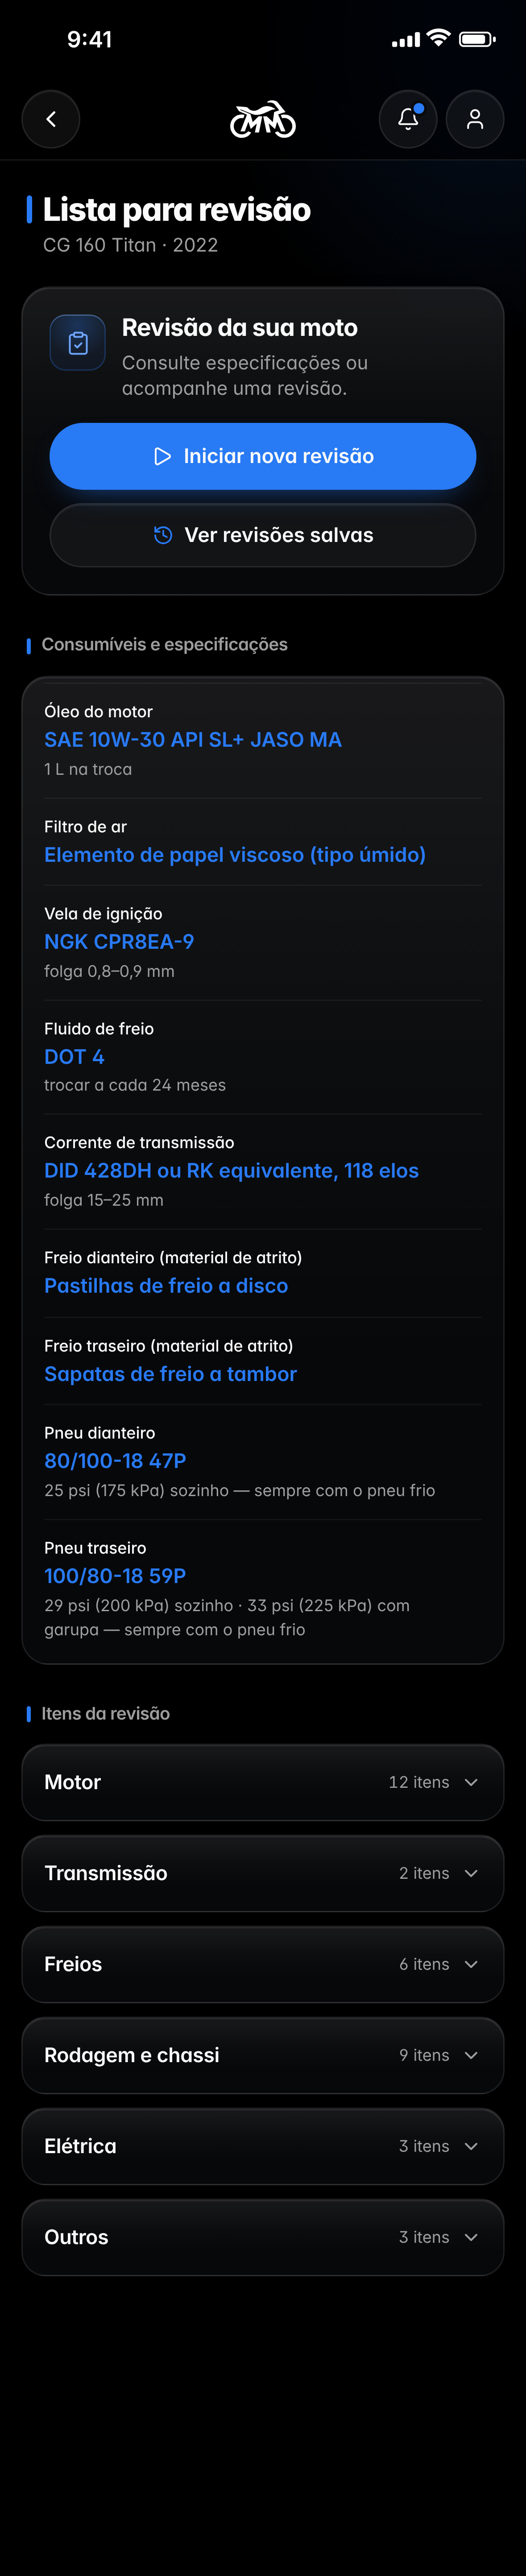 9:41
MM
Lista para revisão
CG 160 Titan · 2022
Revisão da sua moto
Consulte especificações ou
acompanhe uma revisão.
Iniciar nova revisão
Ver revisões salvas
Consumíveis e especificações
Óleo do motor
SAE 10W-30 API SL+ JASO MA
1 L na troca
Filtro de ar
Elemento de papel viscoso (tipo úmido)
Vela de ignição
NGK CPR8EA-9
folga 0,8–0,9 mm
Fluido de freio
DOT 4
trocar a cada 24 meses
Corrente de transmissão
DID 428DH ou RK equivalente, 118 elos
folga 15–25 mm
Freio dianteiro (material de atrito)
Pastilhas de freio a disco
Freio traseiro (material de atrito)
Sapatas de freio a tambor
Pneu dianteiro
80/100-18 47P
25 psi (175 kPa) sozinho — sempre com o pneu frio
Pneu traseiro
100/80-18 59P
29 psi (200 kPa) sozinho · 33 psi (225 kPa) com
garupa — sempre com o pneu frio
Itens da revisão
Motor 12 itens
Transmissão 2 itens
Freios 6 itens
Rodagem e chassi 9 itens
Elétrica 3 itens
Outros 3 itens